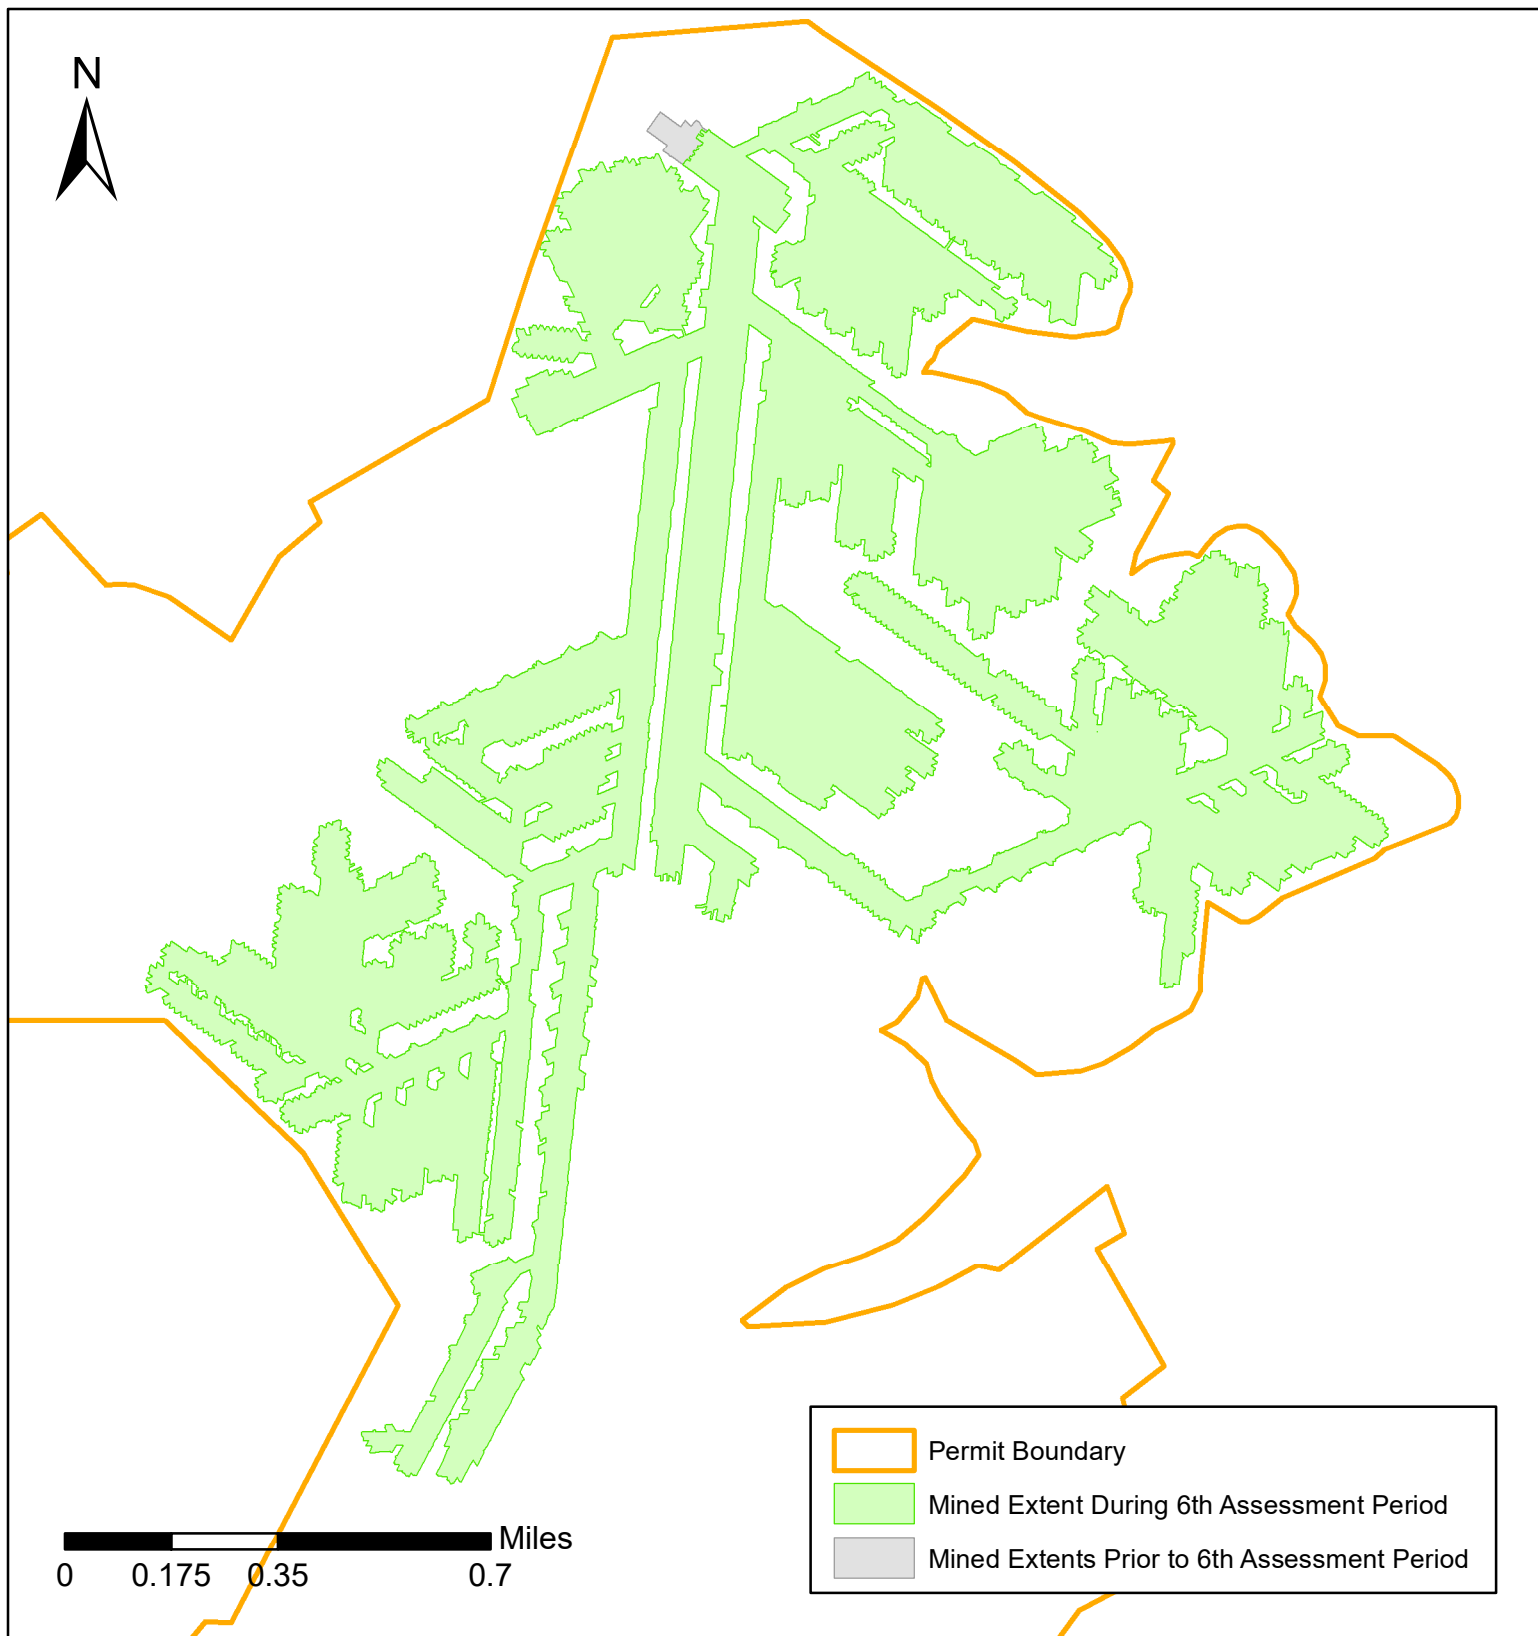 N
Permit Boundary
Mined Extent During 6th Assessment Period
Mined Extents Prior to 6th Assessment Period
Miles
0 0.175 0.35 0.7